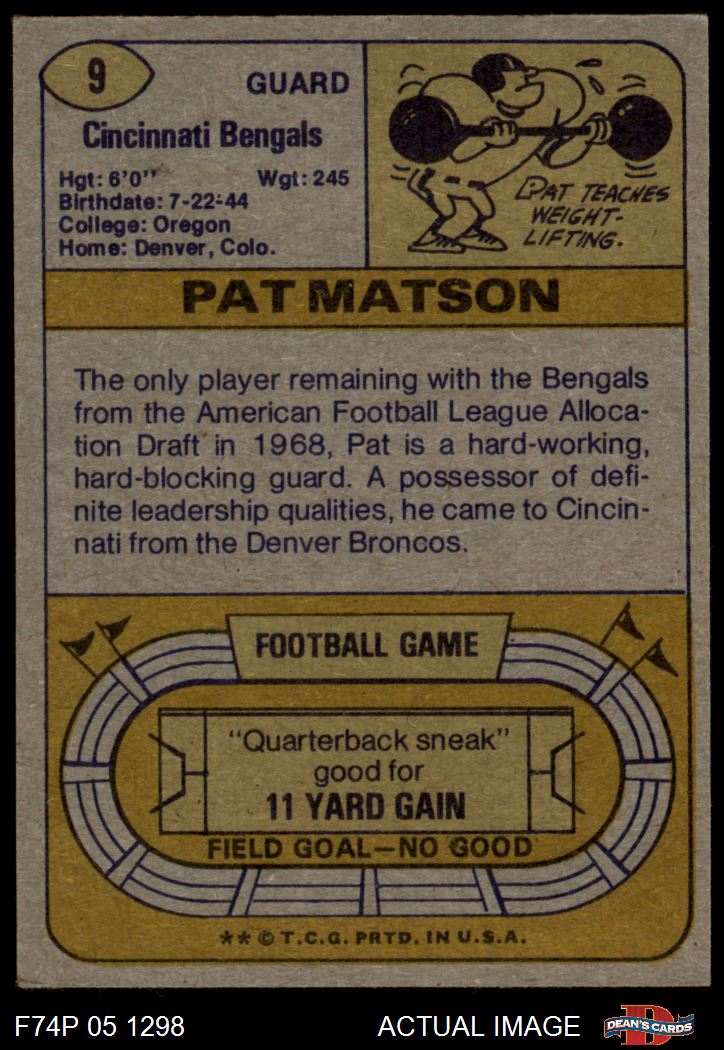 9
GUARD
Cincinnati Bengals
Hgt: 6'0" Wgt: 245
Birthdate: 7-22-44
College: Oregon
Home: Denver, Colo.
PAT TEACHES
WEIGHT-
LIFTING.
PAT MATSON
The only player remaining with the Bengals
from the American Football League Alloca-
tion Draft in 1968, Pat is a hard-working,
hard-blocking guard. A possessor of defi-
nite leadership qualities, he came to Cincin-
nati from the Denver Broncos.
FOOTBALL GAME
"Quarterback sneak"
good for
11 YARD GAIN
FIELD GOAL—NO GOOD
** © T.C.G. PRTD. IN U.S.A.
F74P 05 1298 ACTUAL IMAGE
D
DEAN'S CARDS